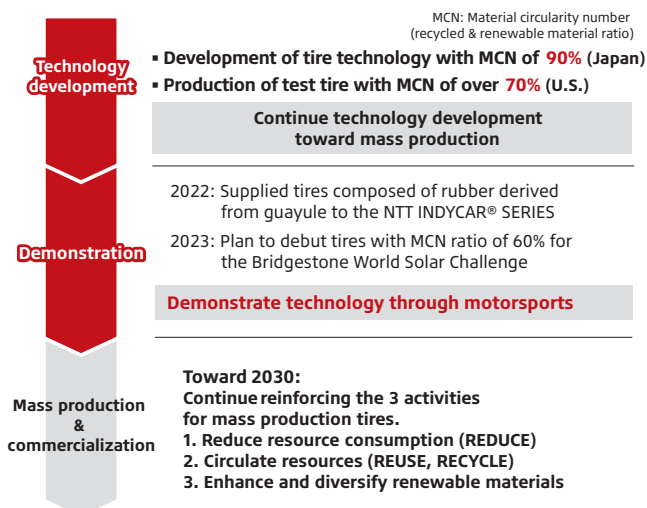 MCN: Material circularity number
(recycled & renewable material ratio)
Technology
development
▪ Development of tire technology with MCN of 90% (Japan)
▪ Production of test tire with MCN of over 70% (U.S.)
Continue technology development
toward mass production
Demonstration
2022: Supplied tires composed of rubber derived
from guayule to the NTT INDYCAR® SERIES
2023: Plan to debut tires with MCN ratio of 60% for
the Bridgestone World Solar Challenge
Demonstrate technology through motorsports
Mass production
&
commercialization
Toward 2030:
Continue reinforcing the 3 activities
for mass production tires.
1. Reduce resource consumption (REDUCE)
2. Circulate resources (REUSE, RECYCLE)
3. Enhance and diversify renewable materials